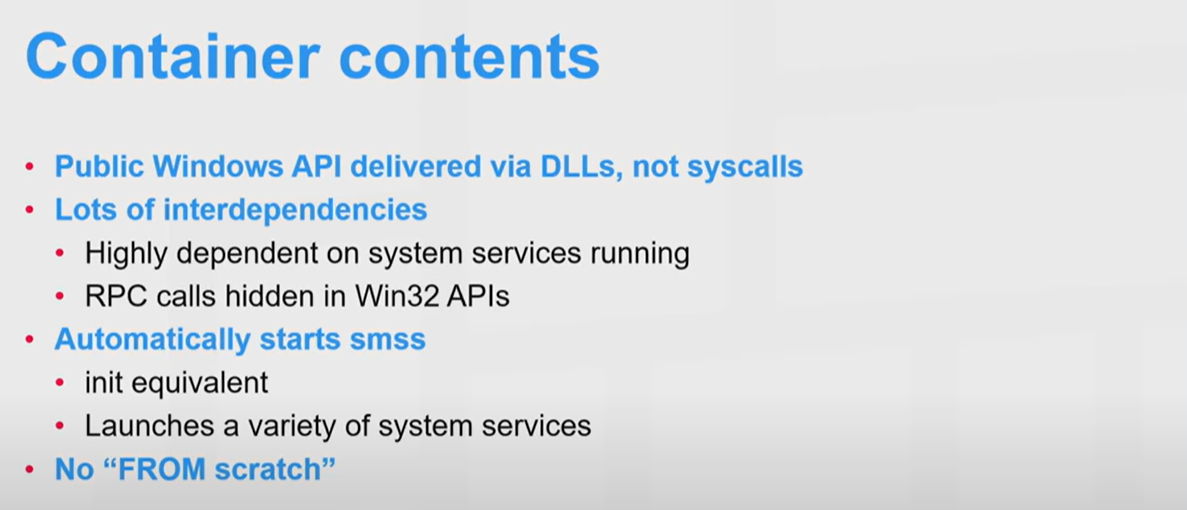 Container contents
• Public Windows API delivered via DLLs, not syscalls
• Lots of interdependencies
• Highly dependent on system services running
• RPC calls hidden in Win32 APIs
• Automatically starts smss
• init equivalent
• Launches a variety of system services
• No “FROM scratch”